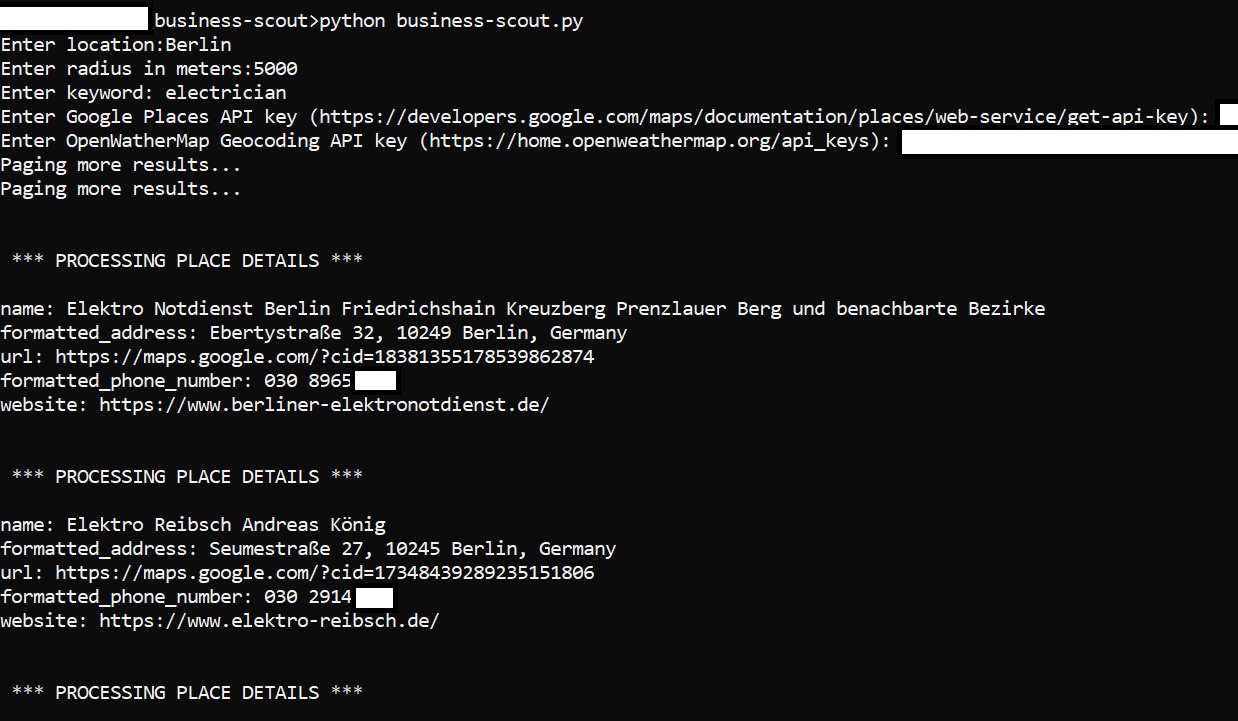 business-scout>python business-scout.py
Enter location:Berlin
Enter radius in meters:5000
Enter keyword: electrician
Enter Google Places API key (https://developers.google.com/maps/documentation/places/web-service/get-api-key):
Enter OpenWatherMap Geocoding API key (https://home.openweathermap.org/api_keys):
Paging more results...
Paging more results...
*** PROCESSING PLACE DETAILS ***
name: Elektro Notdienst Berlin Friedrichshain Kreuzberg Prenzlauer Berg und benachbarte Bezirke
formatted_address: Ebertystraße 32, 10249 Berlin, Germany
url: https://maps.google.com/?cid=18381355178539862874
formatted_phone_number: 030 8965
website: https://www.berliner-elektronotdienst.de/
*** PROCESSING PLACE DETAILS ***
name: Elektro Reibsch Andreas König
formatted_address: Seumestraße 27, 10245 Berlin, Germany
url: https://maps.google.com/?cid=17348439289235151806
formatted_phone_number: 030 2914
website: https://www.elektro-reibsch.de/
*** PROCESSING PLACE DETAILS ***